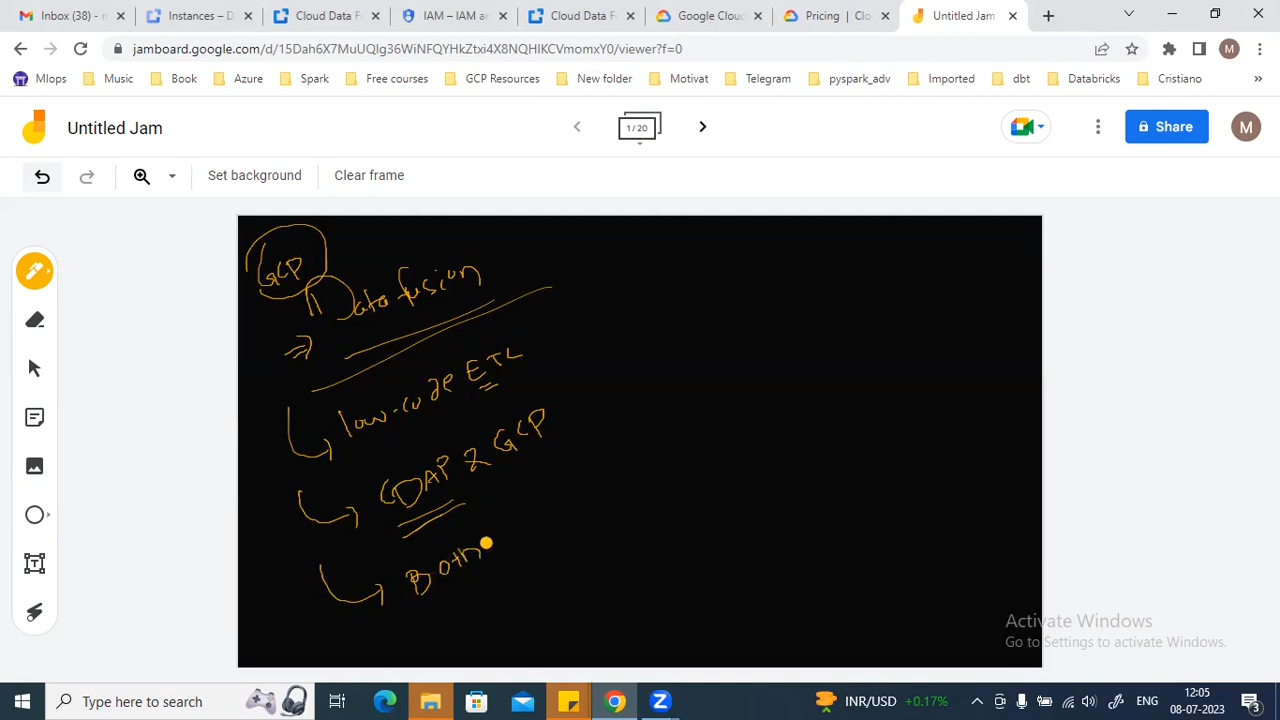 Inbox (38) - m
Instances – D
Cloud Data F
IAM – IAM an
Cloud Data F
Google Cloud
Pricing | Clo
Untitled Jam
jamboard.google.com/d/15Dah6X7MuUQIg36WiNFQYHkZtxi4X8NQHIKCVmomxY0/viewer?f=0
Mlops
Music
Book
Azure
Spark
Free courses
GCP Resources
New folder
Motivat
Telegram
pyspark_adv
Imported
dbt
Databricks
Cristiano
Untitled Jam
1/20
Share
M
Set background
Clear frame
GCP
Data fusion
low-code ETL
CDAP & GCP
Both
Activate Windows
Go to Settings to activate Windows.
Type here to search
INR/USD +0.17%
ENG
12:05
08-07-2023
3